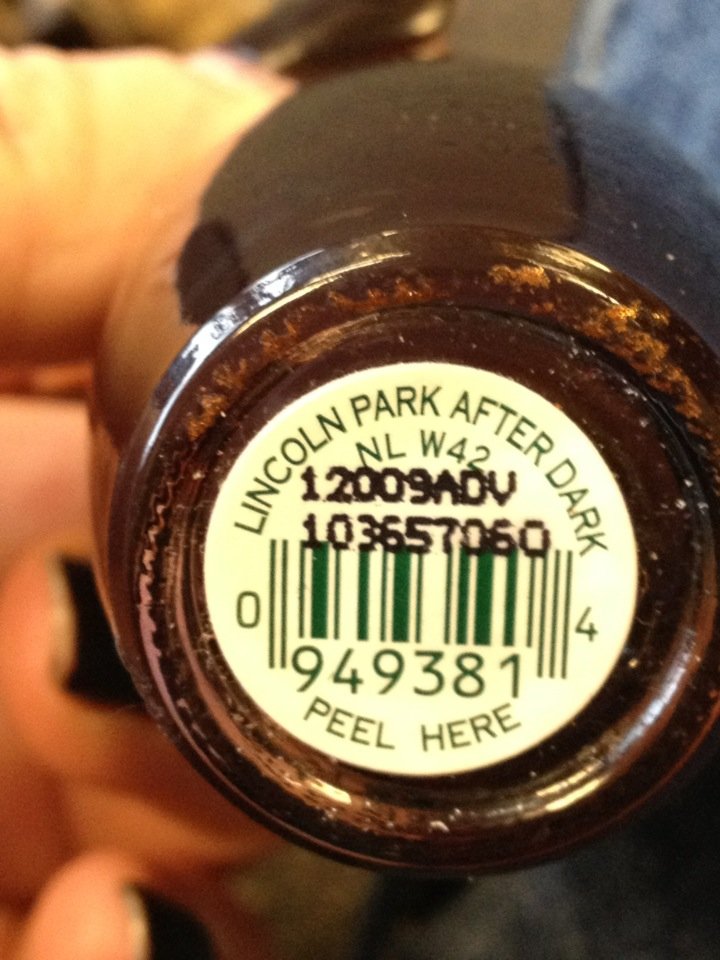 LINCOLN PARK AFTER DARK
NL W42
12009ADV
103657060
0 949381 4
PEEL HERE